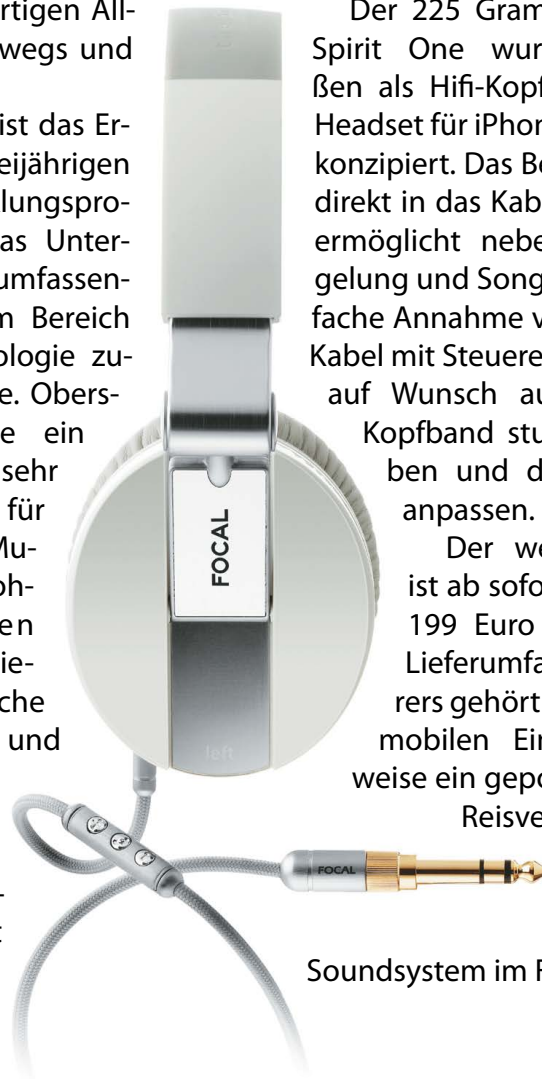 rtigen All-
wegs und
ist das Er-
eijährigen
lungspro-
as Unter-
umfassen-
m Bereich
ologie zu-
e. Obers-
e ein
sehr
für
Mu-
oh-
en
ie-
che
und
Der 225 Gram
Spirit One wur
ßen als Hifi-Kopf
Headset für iPhon
konzipiert. Das Be
direkt in das Kab
ermöglicht nebe
gelung und Song
fache Annahme v
Kabel mit Steuere
auf Wunsch au
Kopfband stu
ben und d
anpassen.
Der we
ist ab sofo
199 Euro
Lieferumfa
rers gehört
mobilen Ein
weise ein gepo
Reisve
Soundsystem im F
FOCAL
left
FOCAL